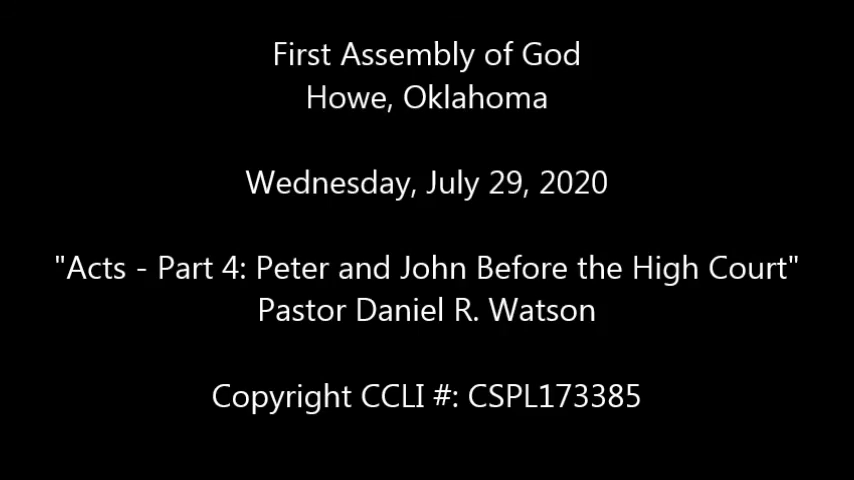 First Assembly of God
Howe, Oklahoma
Wednesday, July 29, 2020
"Acts - Part 4: Peter and John Before the High Court"
Pastor Daniel R. Watson
Copyright CCLI #: CSPL173385